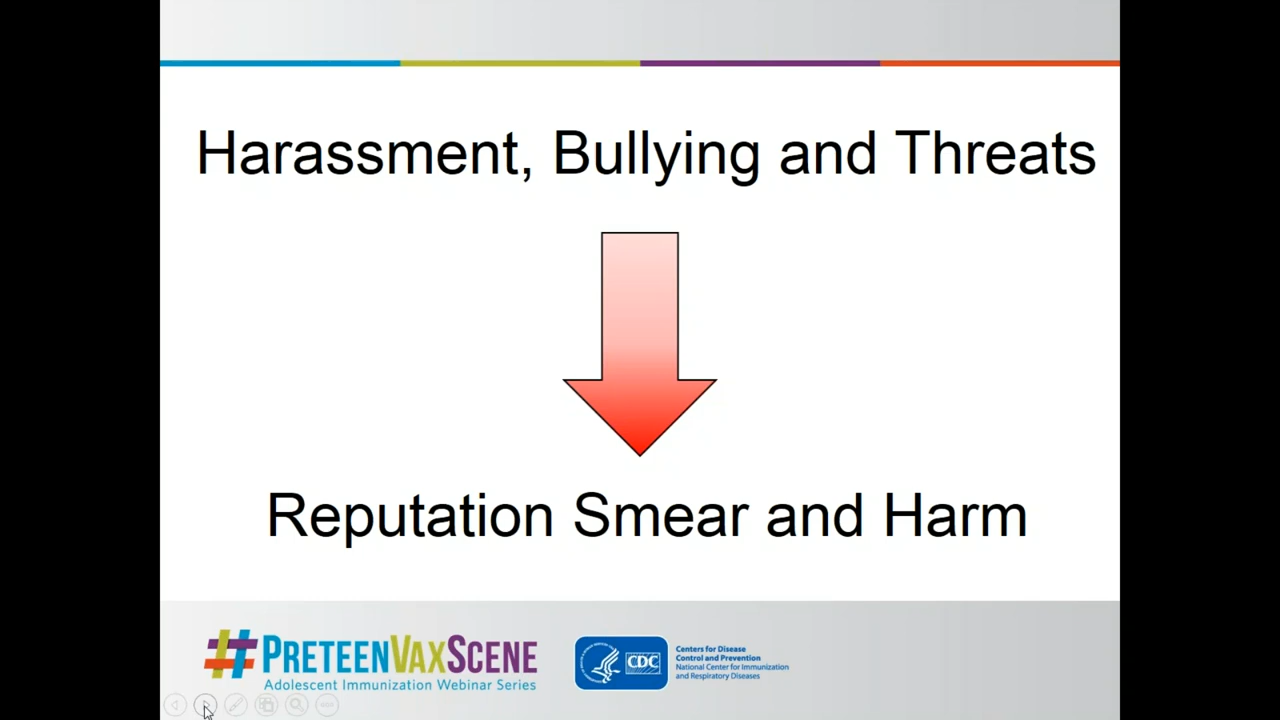 Harassment, Bullying and Threats
Reputation Smear and Harm
#PRETEENVAXSCENE
Adolescent Immunization Webinar Series
CDC
Centers for Disease
Control and Prevention
National Center for Immunization
and Respiratory Diseases